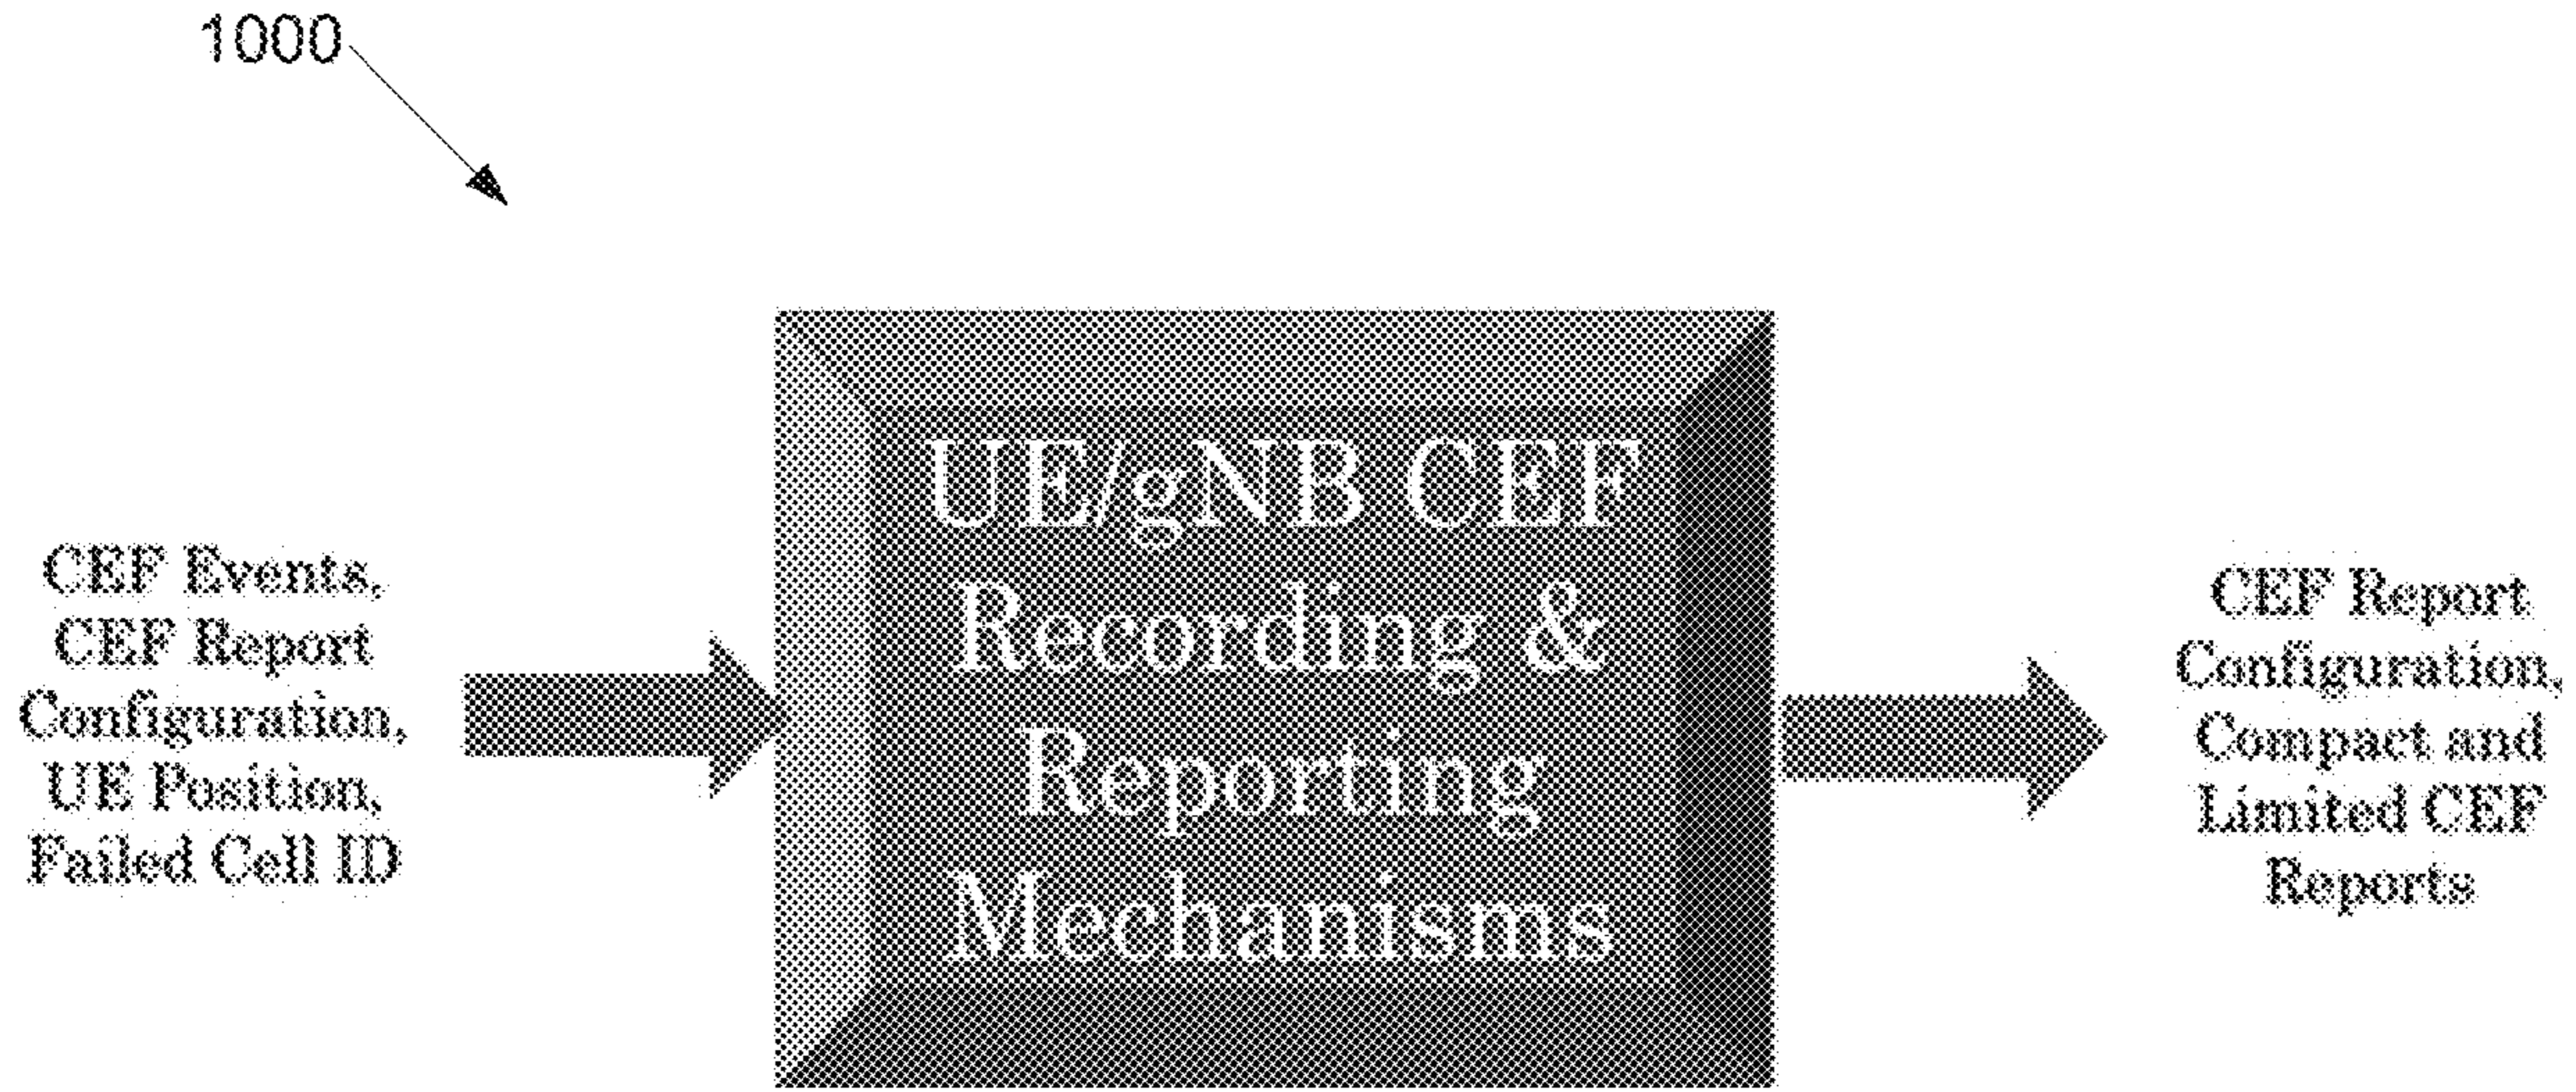 1000
CEF Events,
CEF Report
Configuration,
UE Position,
Failed Cell ID
UE/gNB CEF
Recording &
Reporting
Mechanisms
CEF Report
Configuration,
Compact and
Limited CEF
Reports